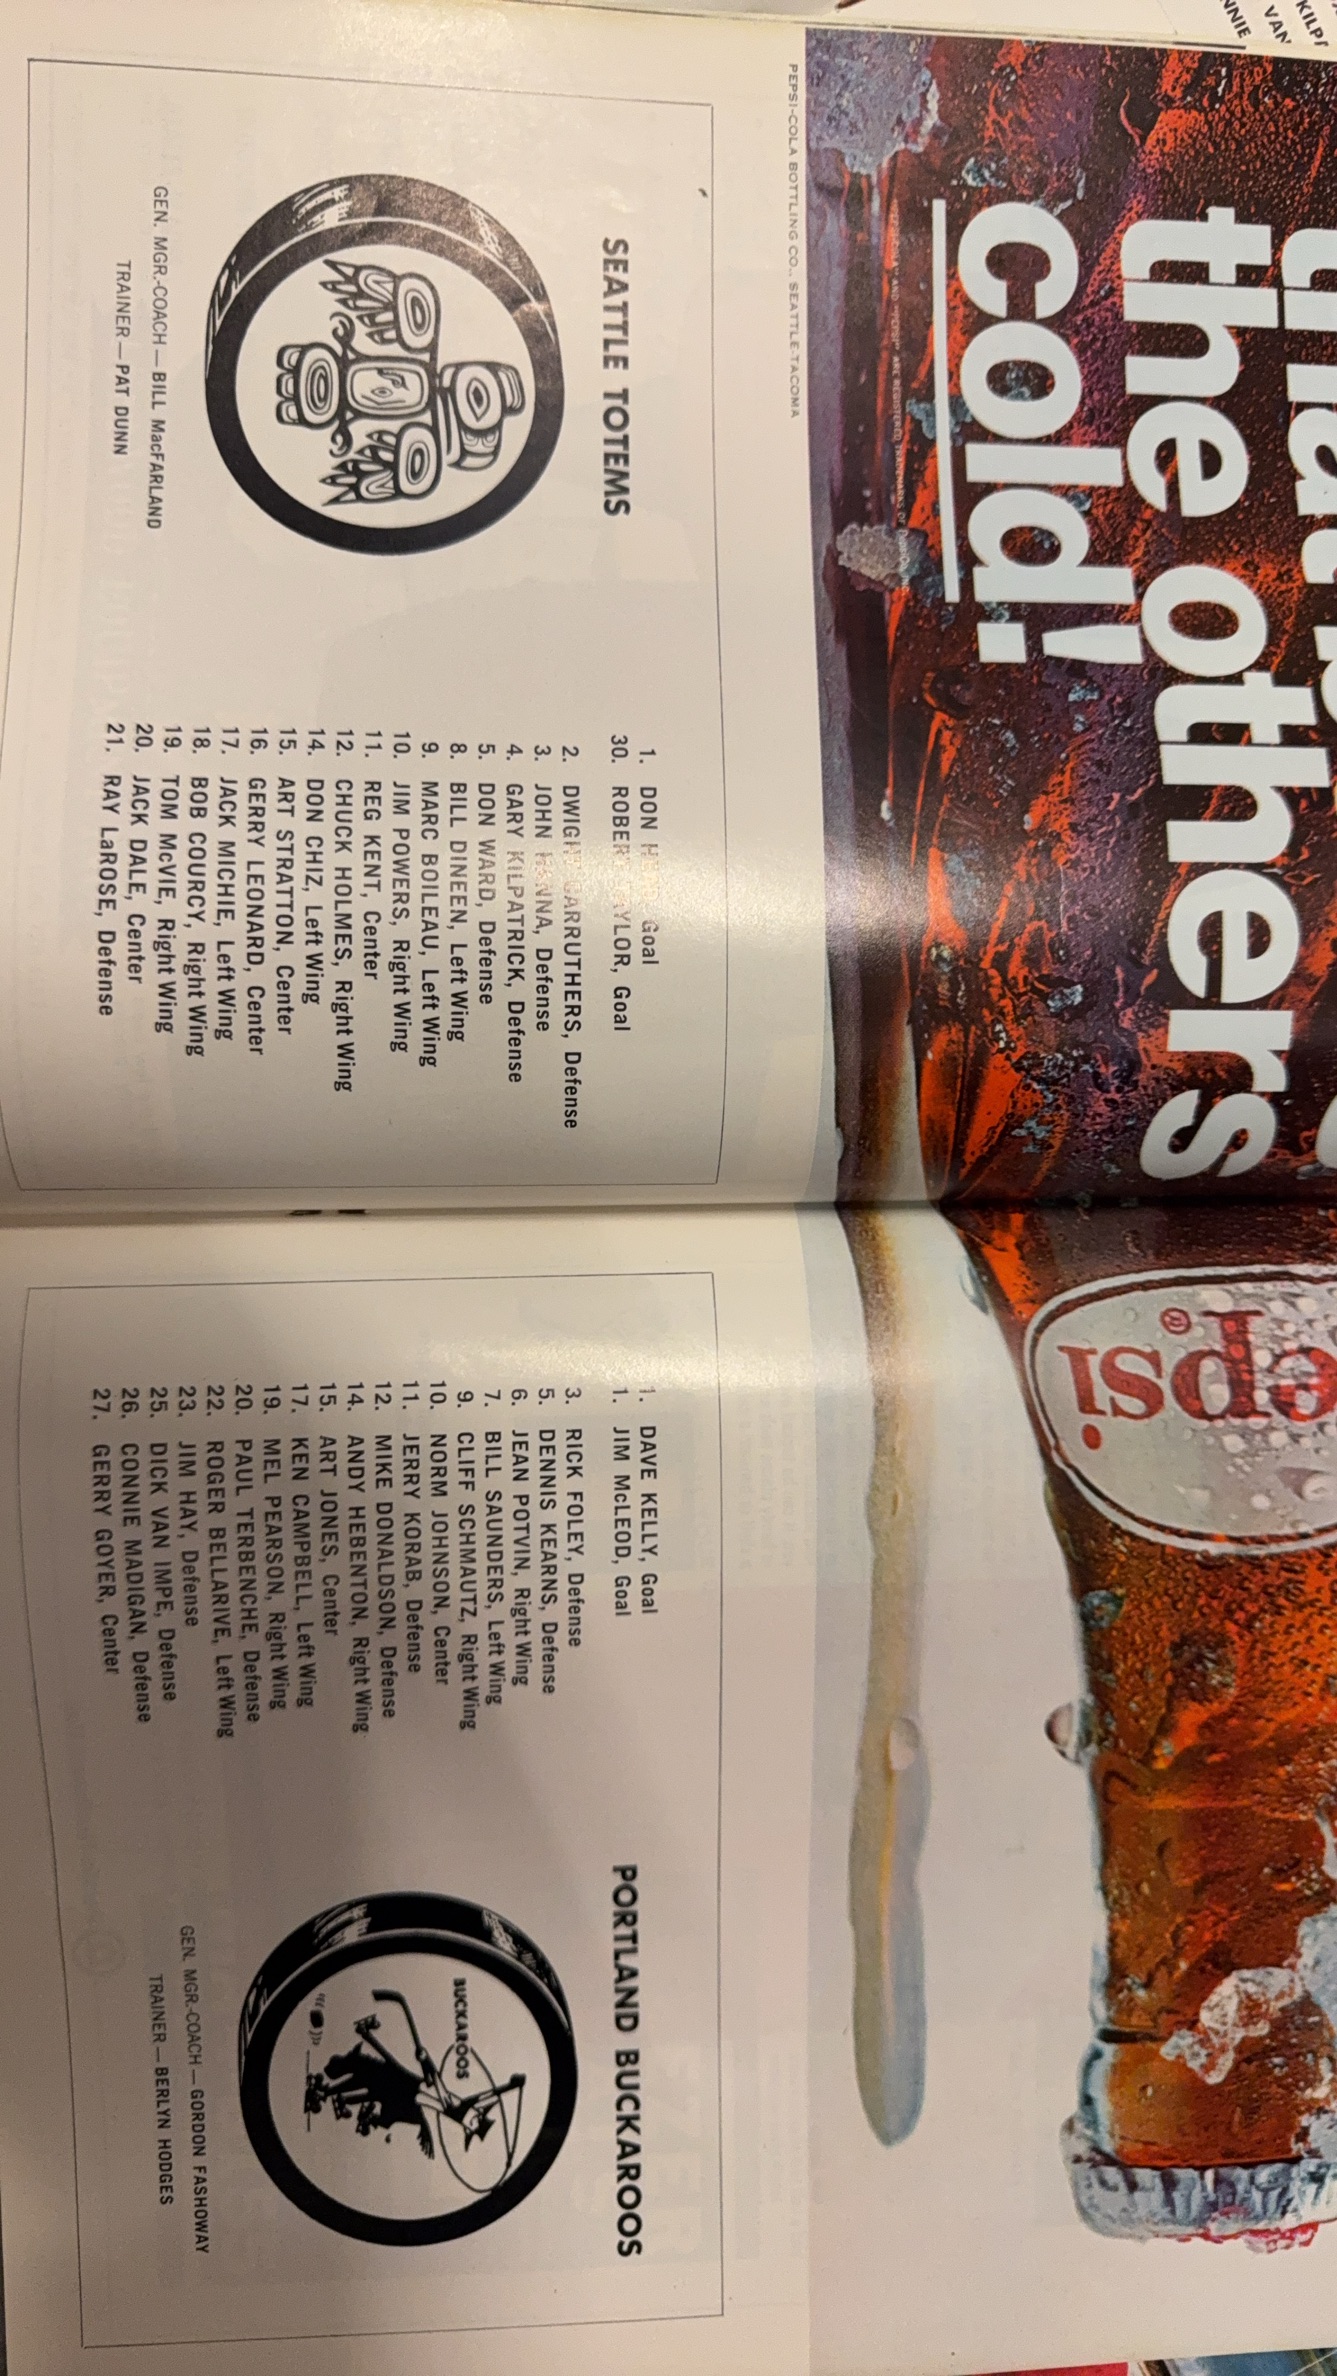 KILP
VAN
NNIE
the others
cold!
epsi®
PEPSI-COLA BOTTLING CO., SEATTLE-TACOMA
SEATTLE TOTEMS
GEN. MGR.-COACH — BILL MacFARLAND
TRAINER — PAT DUNN
1. DON Goal
30. ROBERT TAYLOR, Goal
2. DWIGHT CARRUTHERS, Defense
3. JOHN HANNA, Defense
4. GARY KILPATRICK, Defense
5. DON WARD, Defense
8. BILL DINEEN, Left Wing
9. MARC BOILEAU, Left Wing
10. JIM POWERS, Right Wing
11. REG KENT, Center
12. CHUCK HOLMES, Right Wing
14. DON CHIZ, Left Wing
15. ART STRATTON, Center
16. GERRY LEONARD, Center
17. JACK MICHIE, Left Wing
18. BOB COURCY, Right Wing
19. TOM McVIE, Right Wing
20. JACK DALE, Center
21. RAY LaROSE, Defense
1. DAVE KELLY, Goal
1. JIM McLEOD, Goal
3. RICK FOLEY, Defense
5. DENNIS KEARNS, Defense
6. JEAN POTVIN, Right Wing
7. BILL SAUNDERS, Left Wing
9. CLIFF SCHMAUTZ, Right Wing
10. NORM JOHNSON, Center
11. JERRY KORAB, Defense
12. MIKE DONALDSON, Defense
14. ANDY HEBENTON, Right Wing
15. ART JONES, Center
17. KEN CAMPBELL, Left Wing
19. MEL PEARSON, Right Wing
20. PAUL TERBENCHE, Defense
22. ROGER BELLARIVE, Left Wing
23. JIM HAY, Defense
25. DICK VAN IMPE, Defense
26. CONNIE MADIGAN, Defense
27. GERRY GOYER, Center
PORTLAND BUCKAROOS
BUCKAROOS
GEN. MGR.-COACH — GORDON FASHOWAY
TRAINER — BERLYN HODGES